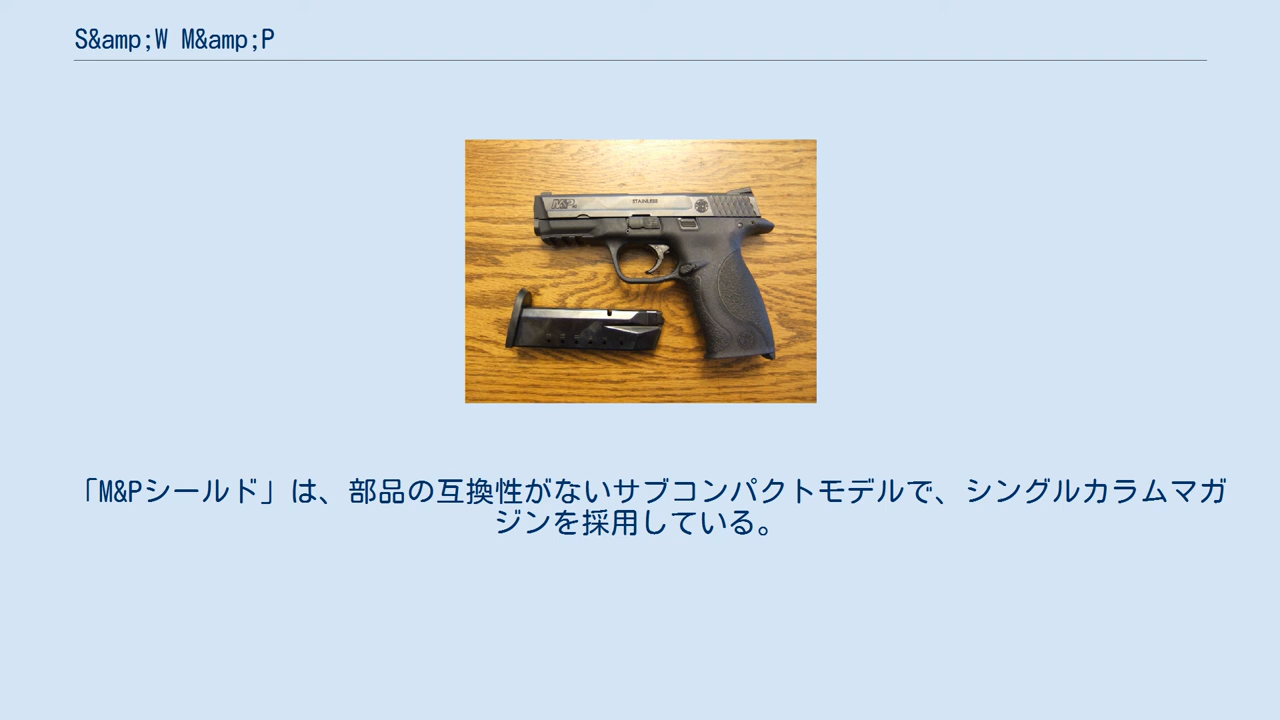 S&amp;W M&amp;P
M&P
STAINLESS
「M&Pシールド」は、部品の互換性がないサブコンパクトモデルで、シングルカラムマガ
ジンを採用している。